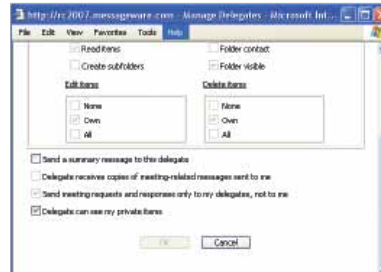 http://rc2007.messageware.com - Manage Delegates - Microsoft Int...
File Edit View Favorites Tools Help
Read items Folder contact
Create subfolders Folder visible
Edit items Delete items
None None
Own Own
All All
Send a summary message to this delegate
Delegate receives copies of meeting-related messages sent to me
Send meeting requests and responses only to my delegates, not to me
Delegate can see my private items
OK Cancel